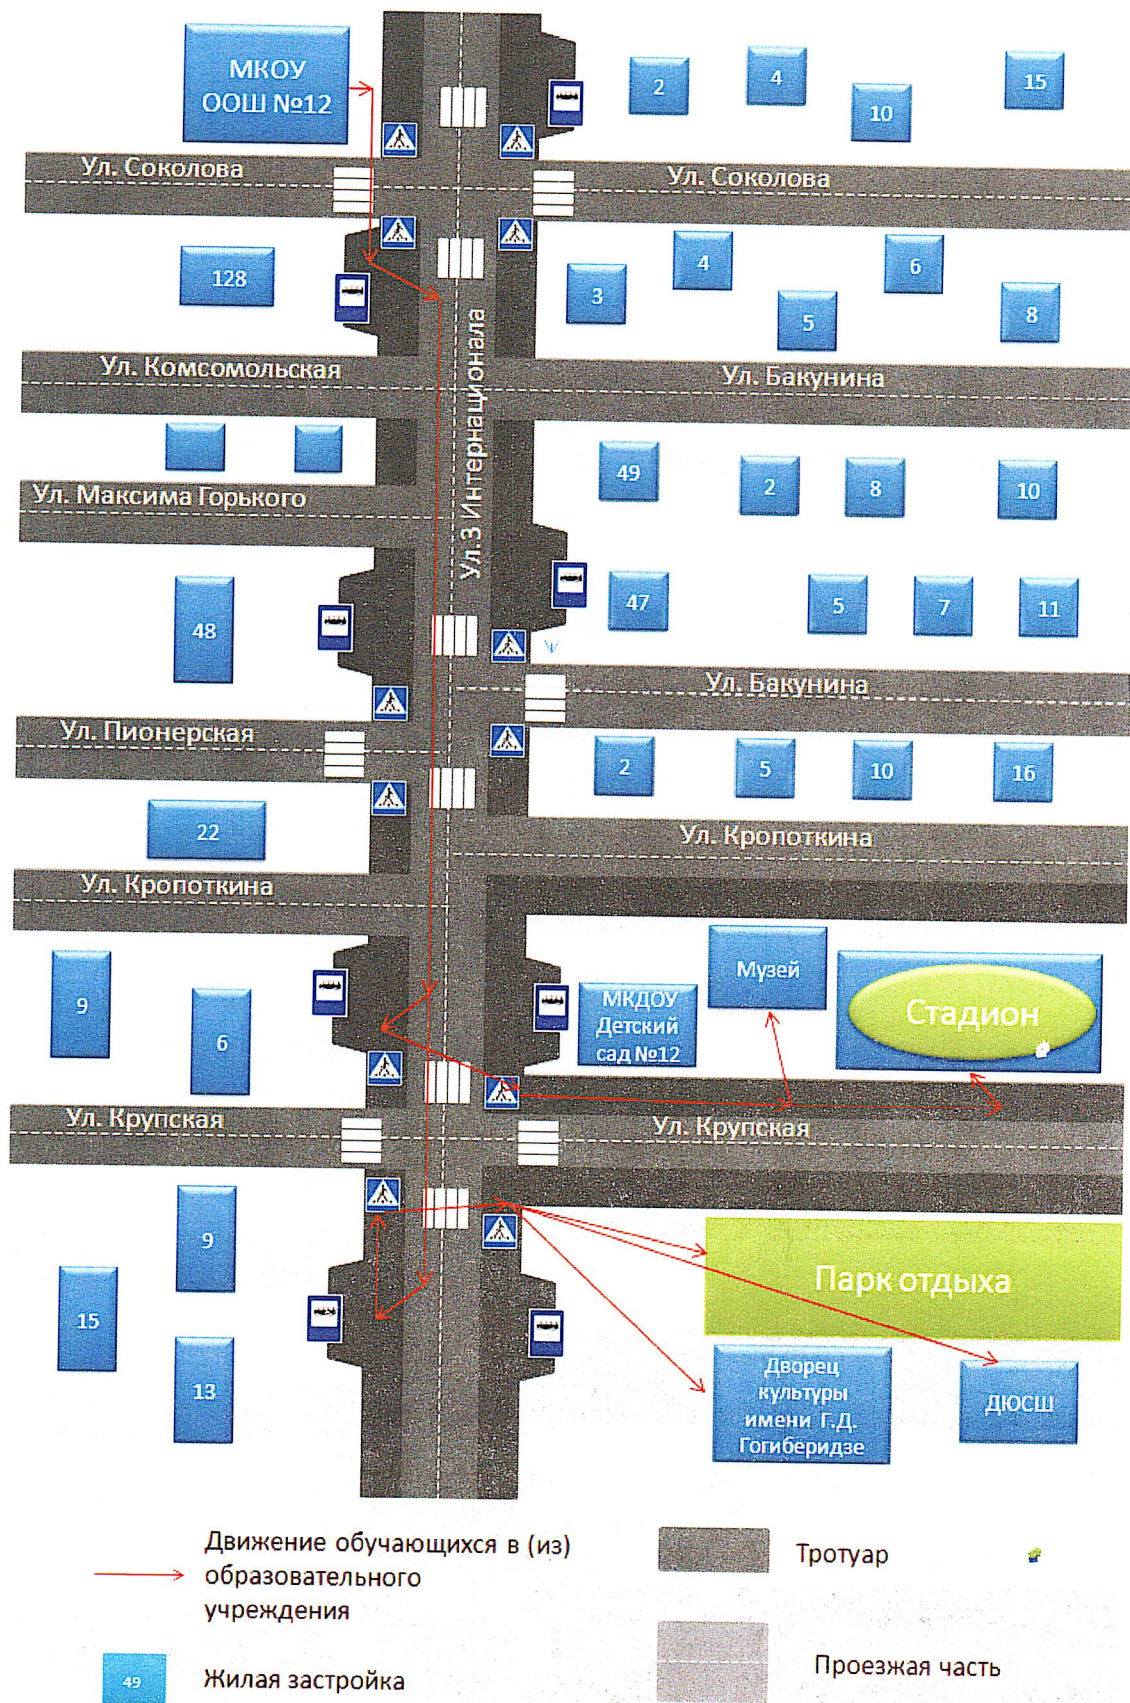 МКОУ
ООШ №12
2
4
10
15
Ул. Соколова
Ул. Соколова
128
3
4
5
6
8
Ул. Комсомольская
Ул. Бакунина
Ул.3 Интернационала
49
2
8
10
Ул. Максима Горького
48
47
5
7
11
Ул. Бакунина
Ул. Пионерская
2
5
10
16
22
Ул. Кропоткина
Ул. Кропоткина
9
6
МКДОУ
Детский
сад №12
Музей
Стадион
Ул. Крупская
Ул. Крупская
9
15
13
Парк отдыха
Дворец
культуры
имени Г.Д.
Гогиберидзе
ДЮСШ
Движение обучающихся в (из)
образовательного
учреждения
Тротуар
49
Жилая застройка
Проезжая часть